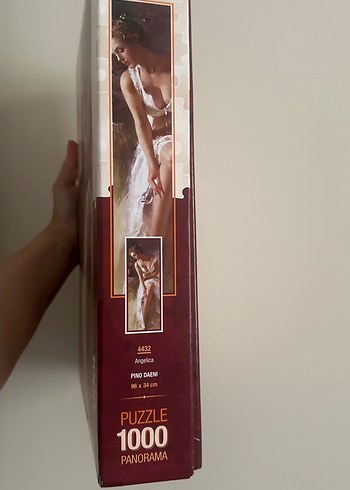 4432
Angelica
PINO DAENI
96 x 34 cm
PUZZLE
1000
PANORAMA